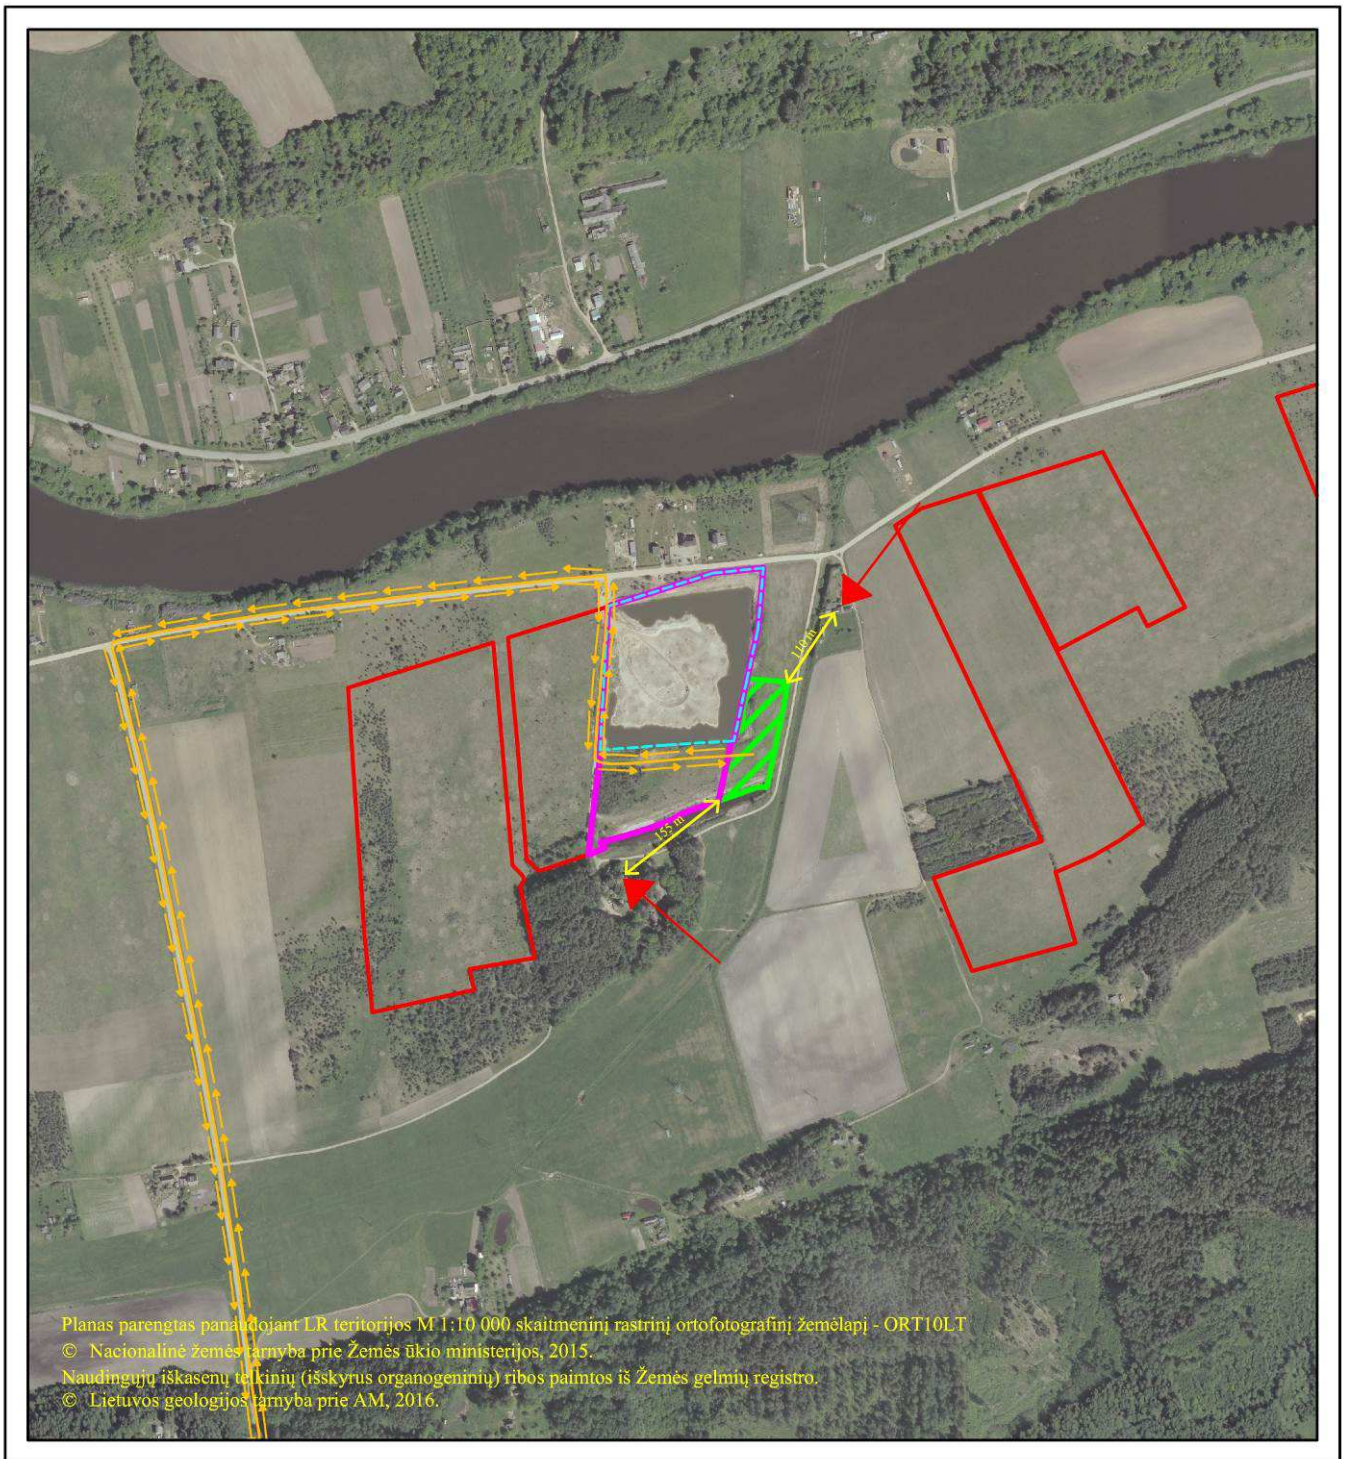 110 m
155 m
Planas parengtas panaudojant LR teritorijos M 1:10 000 skaitmeninį rastrinį ortofotografinį žemėlapį - ORT10LT
© Nacionalinė žemės tarnyba prie Žemės ūkio ministerijos, 2015.
Naudingųjų iškasenų telkinių (išskyrus organogeninių) ribos paimtos iš Žemės gelmių registro.
© Lietuvos geologijos tarnyba prie AM, 2016.